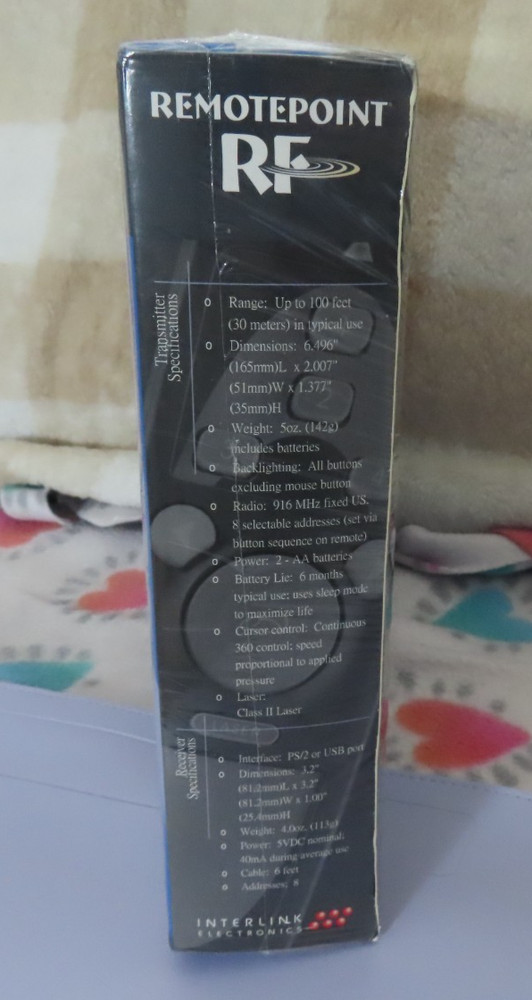 REMOTEPOINT
RF
Transmitter
Specifications
o Range: Up to 100 feet
(30 meters) in typical use
o Dimensions: 6.496"
(165mm)L x 2.007"
(51mm)W x 1.377"
(35mm)H
o Weight: 5oz. (142g)
includes batteries
o Backlighting: All buttons
excluding mouse button
o Radio: 916 MHz fixed US,
8 selectable addresses (set via
button sequence on remote)
o Power: 2 - AA batteries
o Battery Lie: 6 months
typical use; uses sleep mode
to maximize life
o Cursor control: Continuous
360 control; speed
proportional to applied
pressure
o Laser:
Class II Laser
Receiver
Specifications
o Interface: PS/2 or USB port
o Dimensions: 3.2"
(81.2mm)L x 3.2"
(81.2mm)W x 1.00"
(25.4mm)H
o Weight: 4.0oz. (113g)
o Power: 5VDC nominal;
40mA during average use
o Cable: 6 feet
o Addresses: 8
INTERLINK
ELECTRONICS